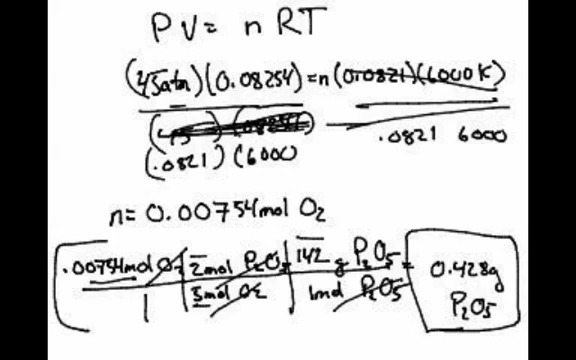 PV = nRT
(45atm)(0.08254) = n(0.0821)(6000K)
(.0821)(6000 .0821 6000
n = 0.00754mol O₂
.00754mol O₂ | 2mol P₂O₅ | 142 g P₂O₅ = 0.428g
1 | 5mol O₂ | 1mol P₂O₅ P₂O₅